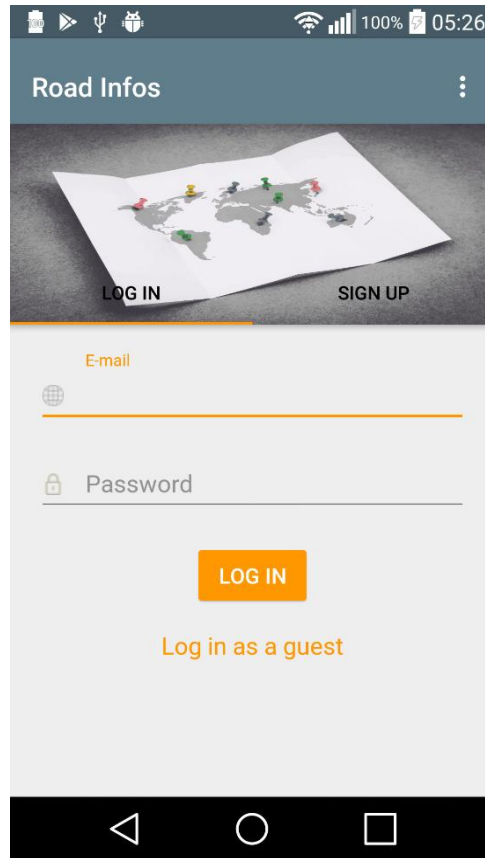 100% 05:26
Road Infos
LOG IN SIGN UP
E-mail
Password
LOG IN
Log in as a guest